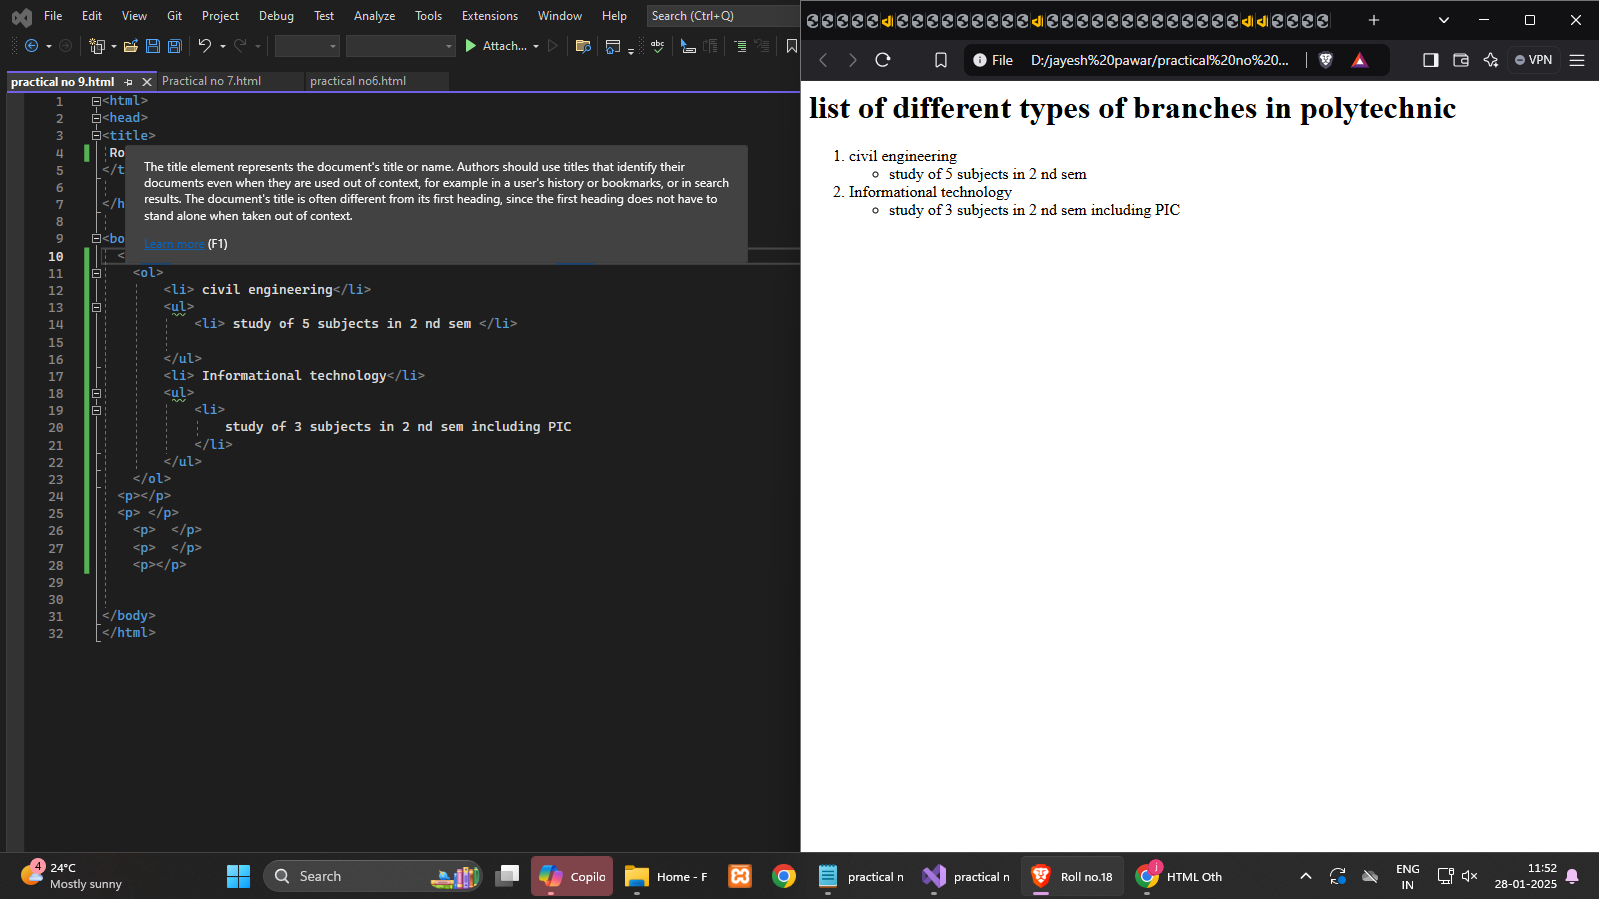 File Edit View Git Project Debug Test Analyze Tools Extensions Window Help Search (Ctrl+Q)
Attach...
practical no 9.html Practical no 7.html practical no6.html
1 <html>
2 <head>
3 <title>
4 Ro
5 </t
6
7 </h
8
9 <bo
10 <
The title element represents the document's title or name. Authors should use titles that identify their
documents even when they are used out of context, for example in a user's history or bookmarks, or in search
results. The document's title is often different from its first heading, since the first heading does not have to
stand alone when taken out of context.
Learn more (F1)
11 <ol>
12 <li> civil engineering</li>
13 <ul>
14 <li> study of 5 subjects in 2 nd sem </li>
15
16 </ul>
17 <li> Informational technology</li>
18 <ul>
19 <li>
20 study of 3 subjects in 2 nd sem including PIC
21 </li>
22 </ul>
23 </ol>
24 <p></p>
25 <p> </p>
26 <p>  </p>
27 <p>  </p>
28 <p></p>
29
30
31 </body>
32 </html>
File D:/jayesh%20pawar/practical%20no%20... VPN
list of different types of branches in polytechnic
1. civil engineering
study of 5 subjects in 2 nd sem
2. Informational technology
study of 3 subjects in 2 nd sem including PIC
4 24°C
Mostly sunny
Search
Copilo
Home - F
practical n
practical n
Roll no.18
HTML Oth
ENG
IN
11:52
28-01-2025